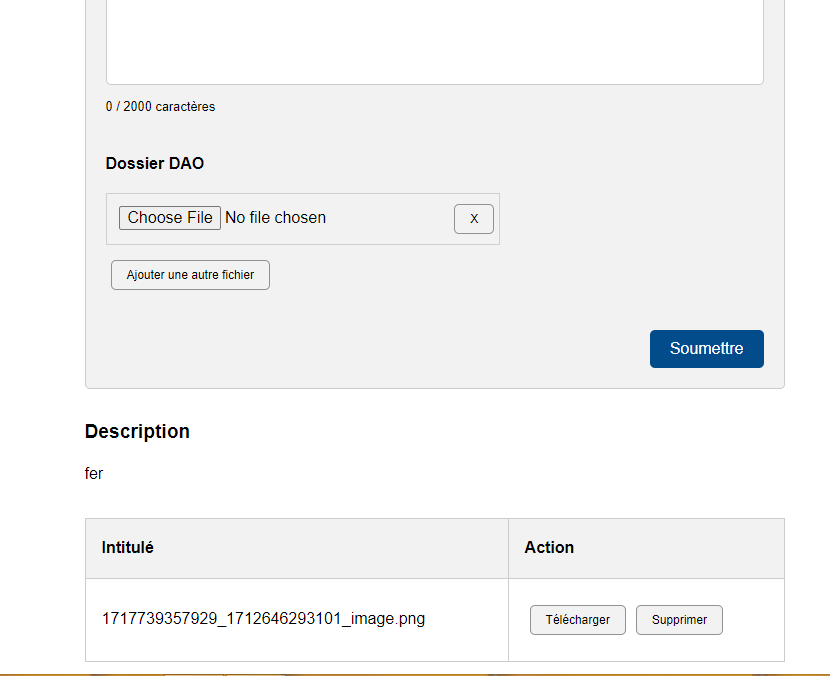 0 / 2000 caractères
Dossier DAO
Choose File No file chosen X
Ajouter une autre fichier
Soumettre
Description
fer
Intitulé Action
1717739357929_1712646293101_image.png Télécharger Supprimer